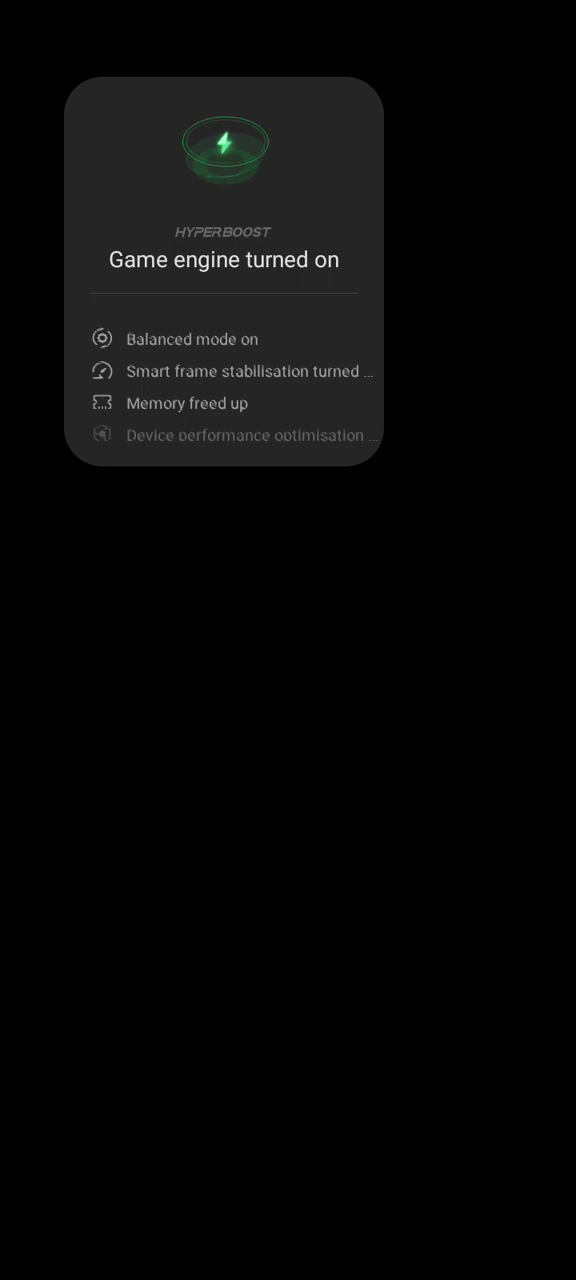 HYPERBOOST
Game engine turned on
Balanced mode on
Smart frame stabilisation turned ...
Memory freed up
Device performance optimisation ...